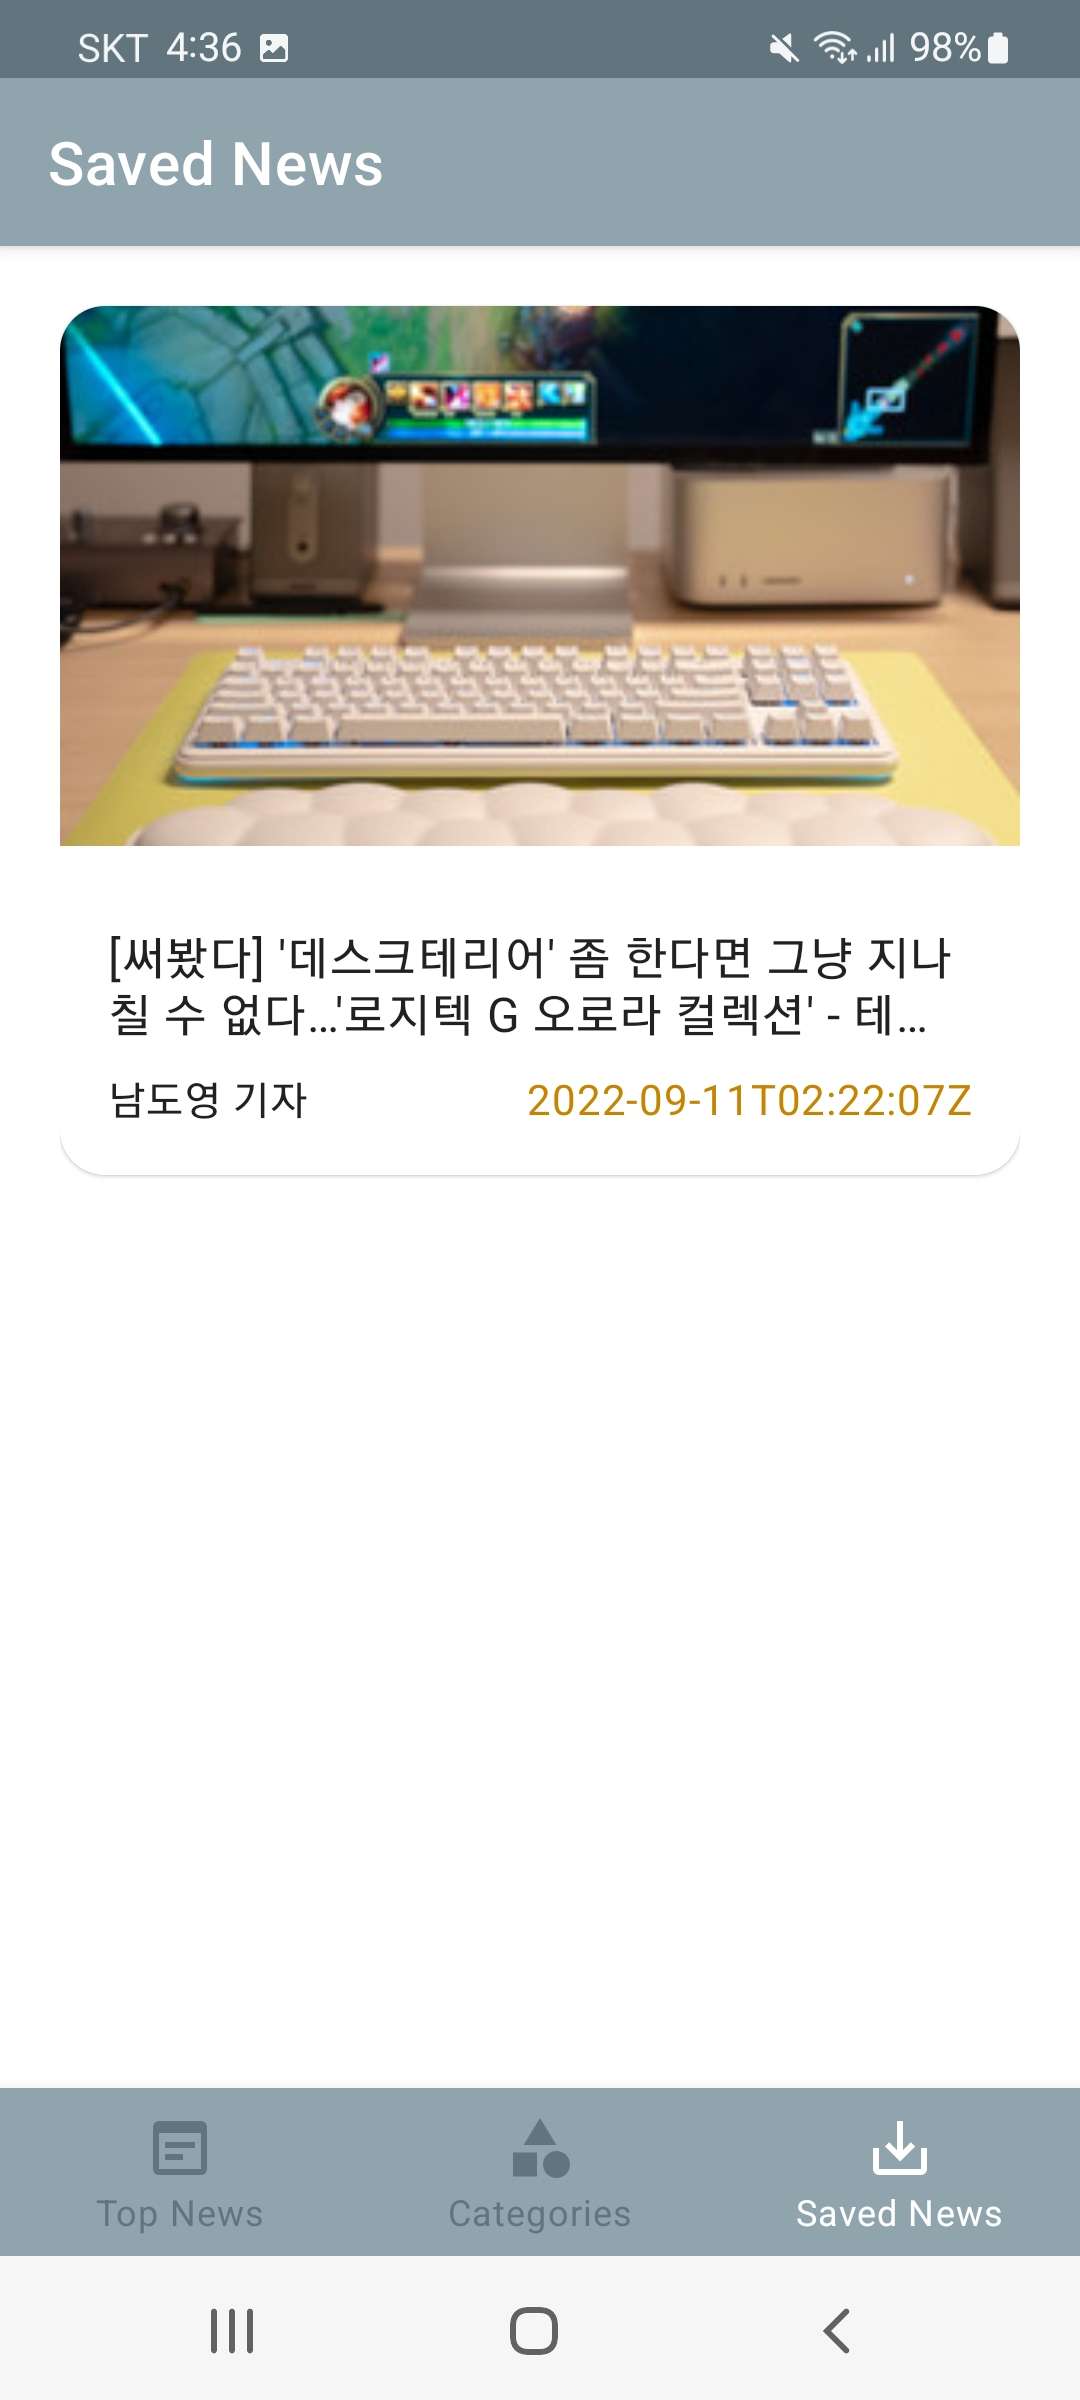 SKT 4:36
98%
Saved News
[써봤다] '데스크테리어' 좀 한다면 그냥 지나
칠 수 없다…'로지텍 G 오로라 컬렉션' - 테…
남도영 기자
2022-09-11T02:22:07Z
Top News
Categories
Saved News